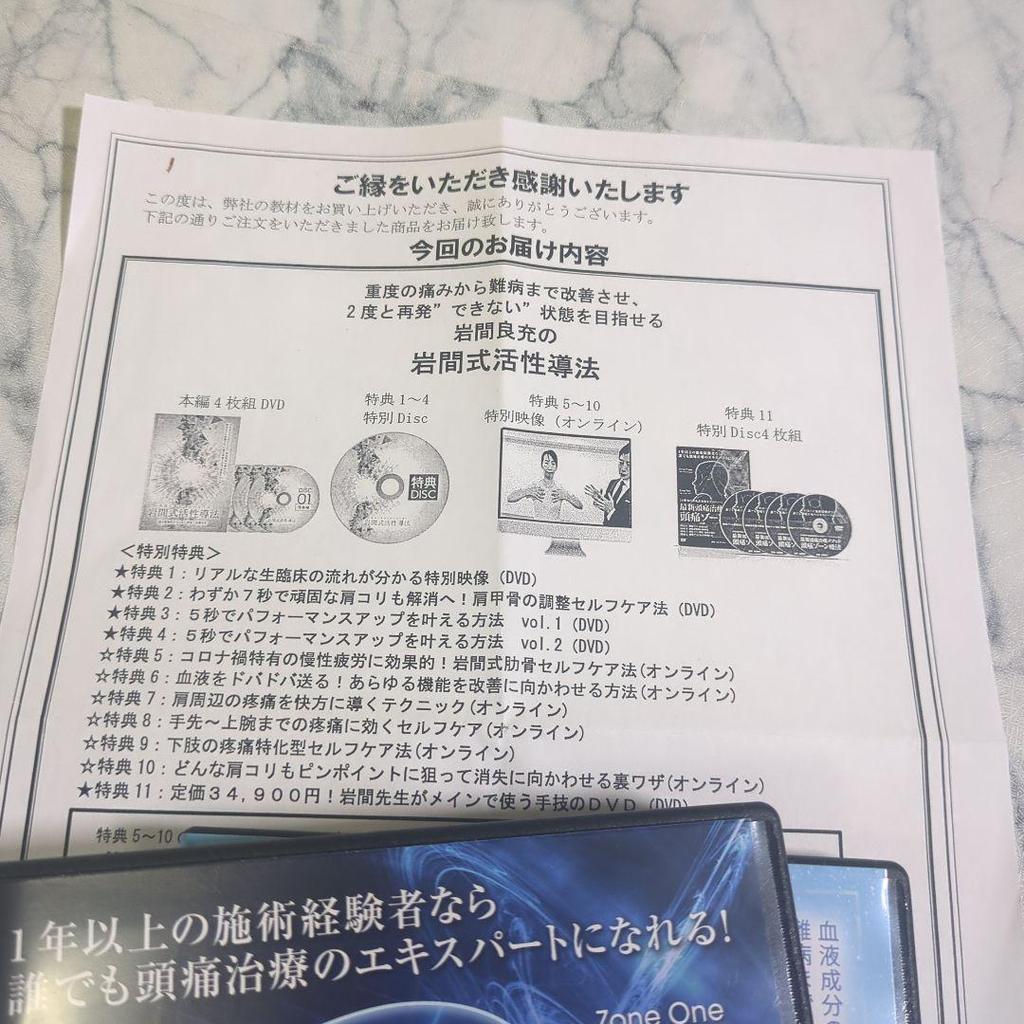 ご縁をいただき感謝いたします
この度は、弊社の教材をお買い上げいただき、誠にありがとうございます。
下記の通りご注文をいただきました商品をお届け致します。
今回のお届け内容
重度の痛みから難病まで改善させ、
2度と再発”できない”状態を目指せる
岩間良充の
岩間式活性導法
本編4枚組DVD
特典1～4
特別Disc
特典5～10
特別映像（オンライン）
特典11
特別Disc4枚組
岩間式活性導法
DISC
01
特典
DISC
岩間式活性導法
頭痛ゾーン
＜特別特典＞
★特典1：リアルな生臨床の流れが分かる特別映像（DVD）
★特典2：わずか7秒で頑固な肩コリも解消へ！肩甲骨の調整セルフケア法（DVD）
★特典3：5秒でパフォーマンスアップを叶える方法　vol.1（DVD）
★特典4：5秒でパフォーマンスアップを叶える方法　vol.2（DVD）
☆特典5：コロナ禍特有の慢性疲労に効果的！岩間式肋骨セルフケア法(オンライン)
☆特典6：血液をドバドバ送る！あらゆる機能を改善に向かわせる方法(オンライン)
☆特典7：肩周辺の疼痛を快方に導くテクニック(オンライン)
☆特典8：手先～上腕までの疼痛に効くセルフケア(オンライン)
☆特典9：下肢の疼痛特化型セルフケア法(オンライン)
☆特典10：どんな肩コリもピンポイントに狙って消失に向かわせる裏ワザ(オンライン)
★特典11：定価34,900円！岩間先生がメインで使う手技のDVD（DVD）
特典5～10
1年以上の施術経験者なら
誰でも頭痛治療のエキスパートになれる!
Zone One
血液成分